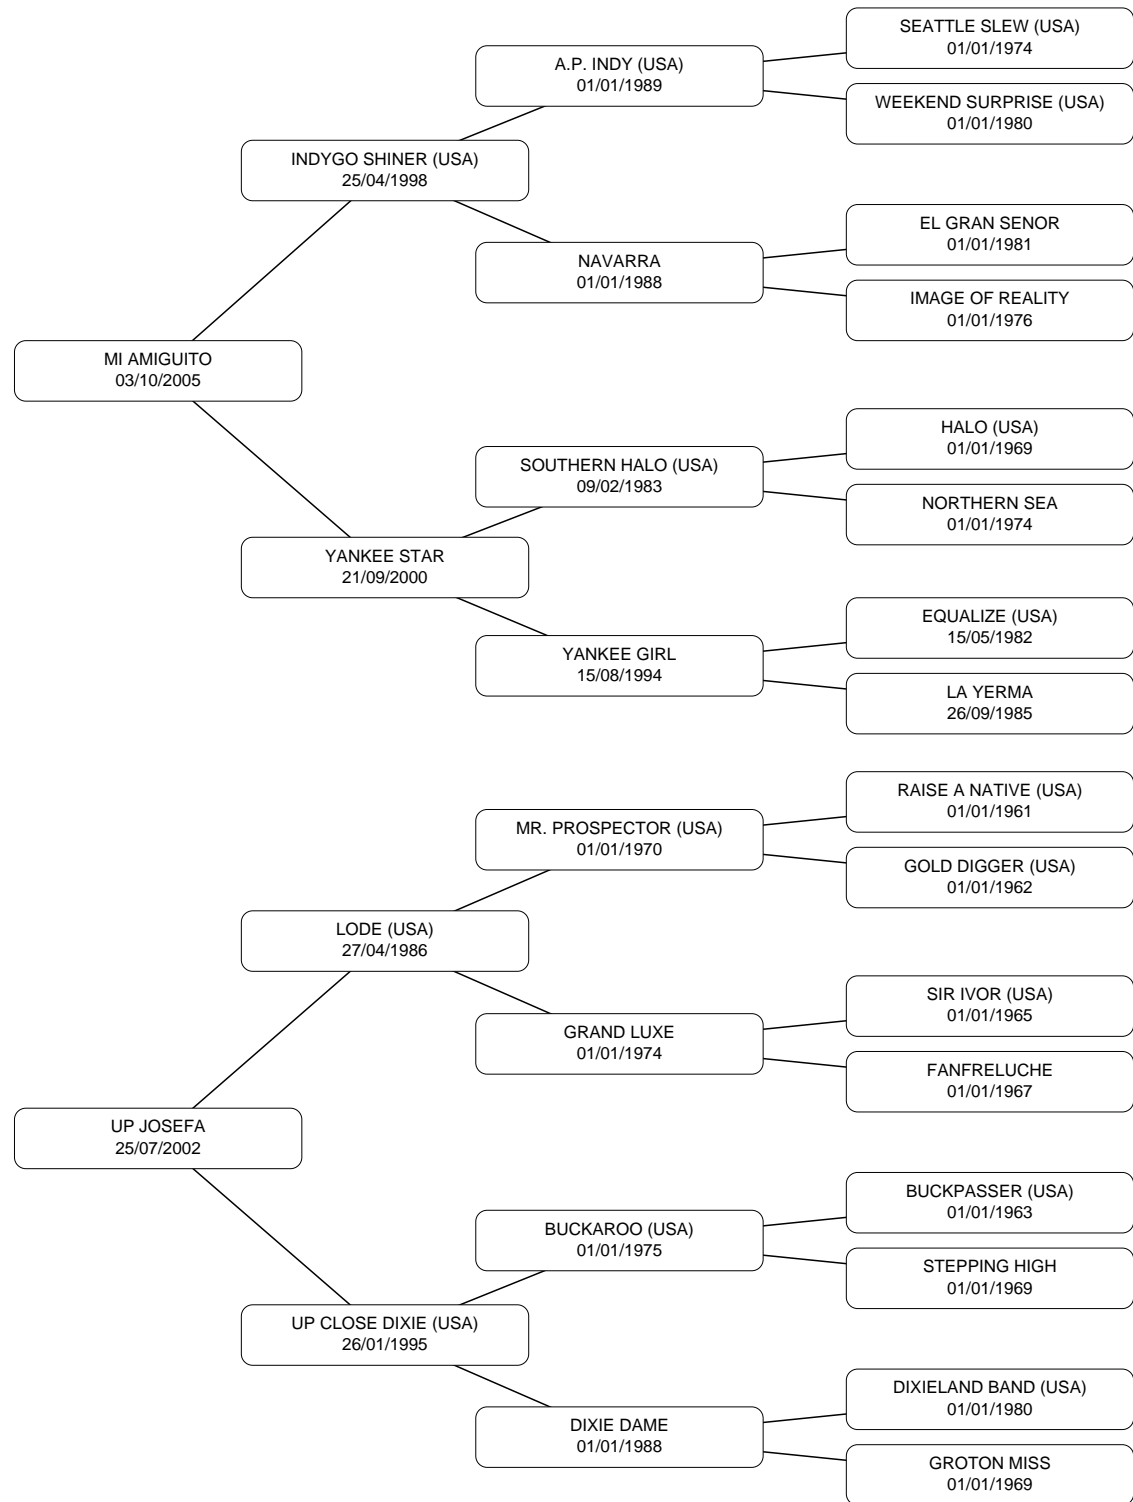 SEATTLE SLEW (USA)
01/01/1974
A.P. INDY (USA)
01/01/1989
WEEKEND SURPRISE (USA)
01/01/1980
INDYGO SHINER (USA)
25/04/1998
EL GRAN SENOR
01/01/1981
NAVARRA
01/01/1988
IMAGE OF REALITY
01/01/1976
MI AMIGUITO
03/10/2005
HALO (USA)
01/01/1969
SOUTHERN HALO (USA)
09/02/1983
NORTHERN SEA
01/01/1974
YANKEE STAR
21/09/2000
EQUALIZE (USA)
15/05/1982
YANKEE GIRL
15/08/1994
LA YERMA
26/09/1985
RAISE A NATIVE (USA)
01/01/1961
MR. PROSPECTOR (USA)
01/01/1970
GOLD DIGGER (USA)
01/01/1962
LODE (USA)
27/04/1986
SIR IVOR (USA)
01/01/1965
GRAND LUXE
01/01/1974
FANFRELUCHE
01/01/1967
UP JOSEFA
25/07/2002
BUCKPASSER (USA)
01/01/1963
BUCKAROO (USA)
01/01/1975
STEPPING HIGH
01/01/1969
UP CLOSE DIXIE (USA)
26/01/1995
DIXIELAND BAND (USA)
01/01/1980
DIXIE DAME
01/01/1988
GROTON MISS
01/01/1969